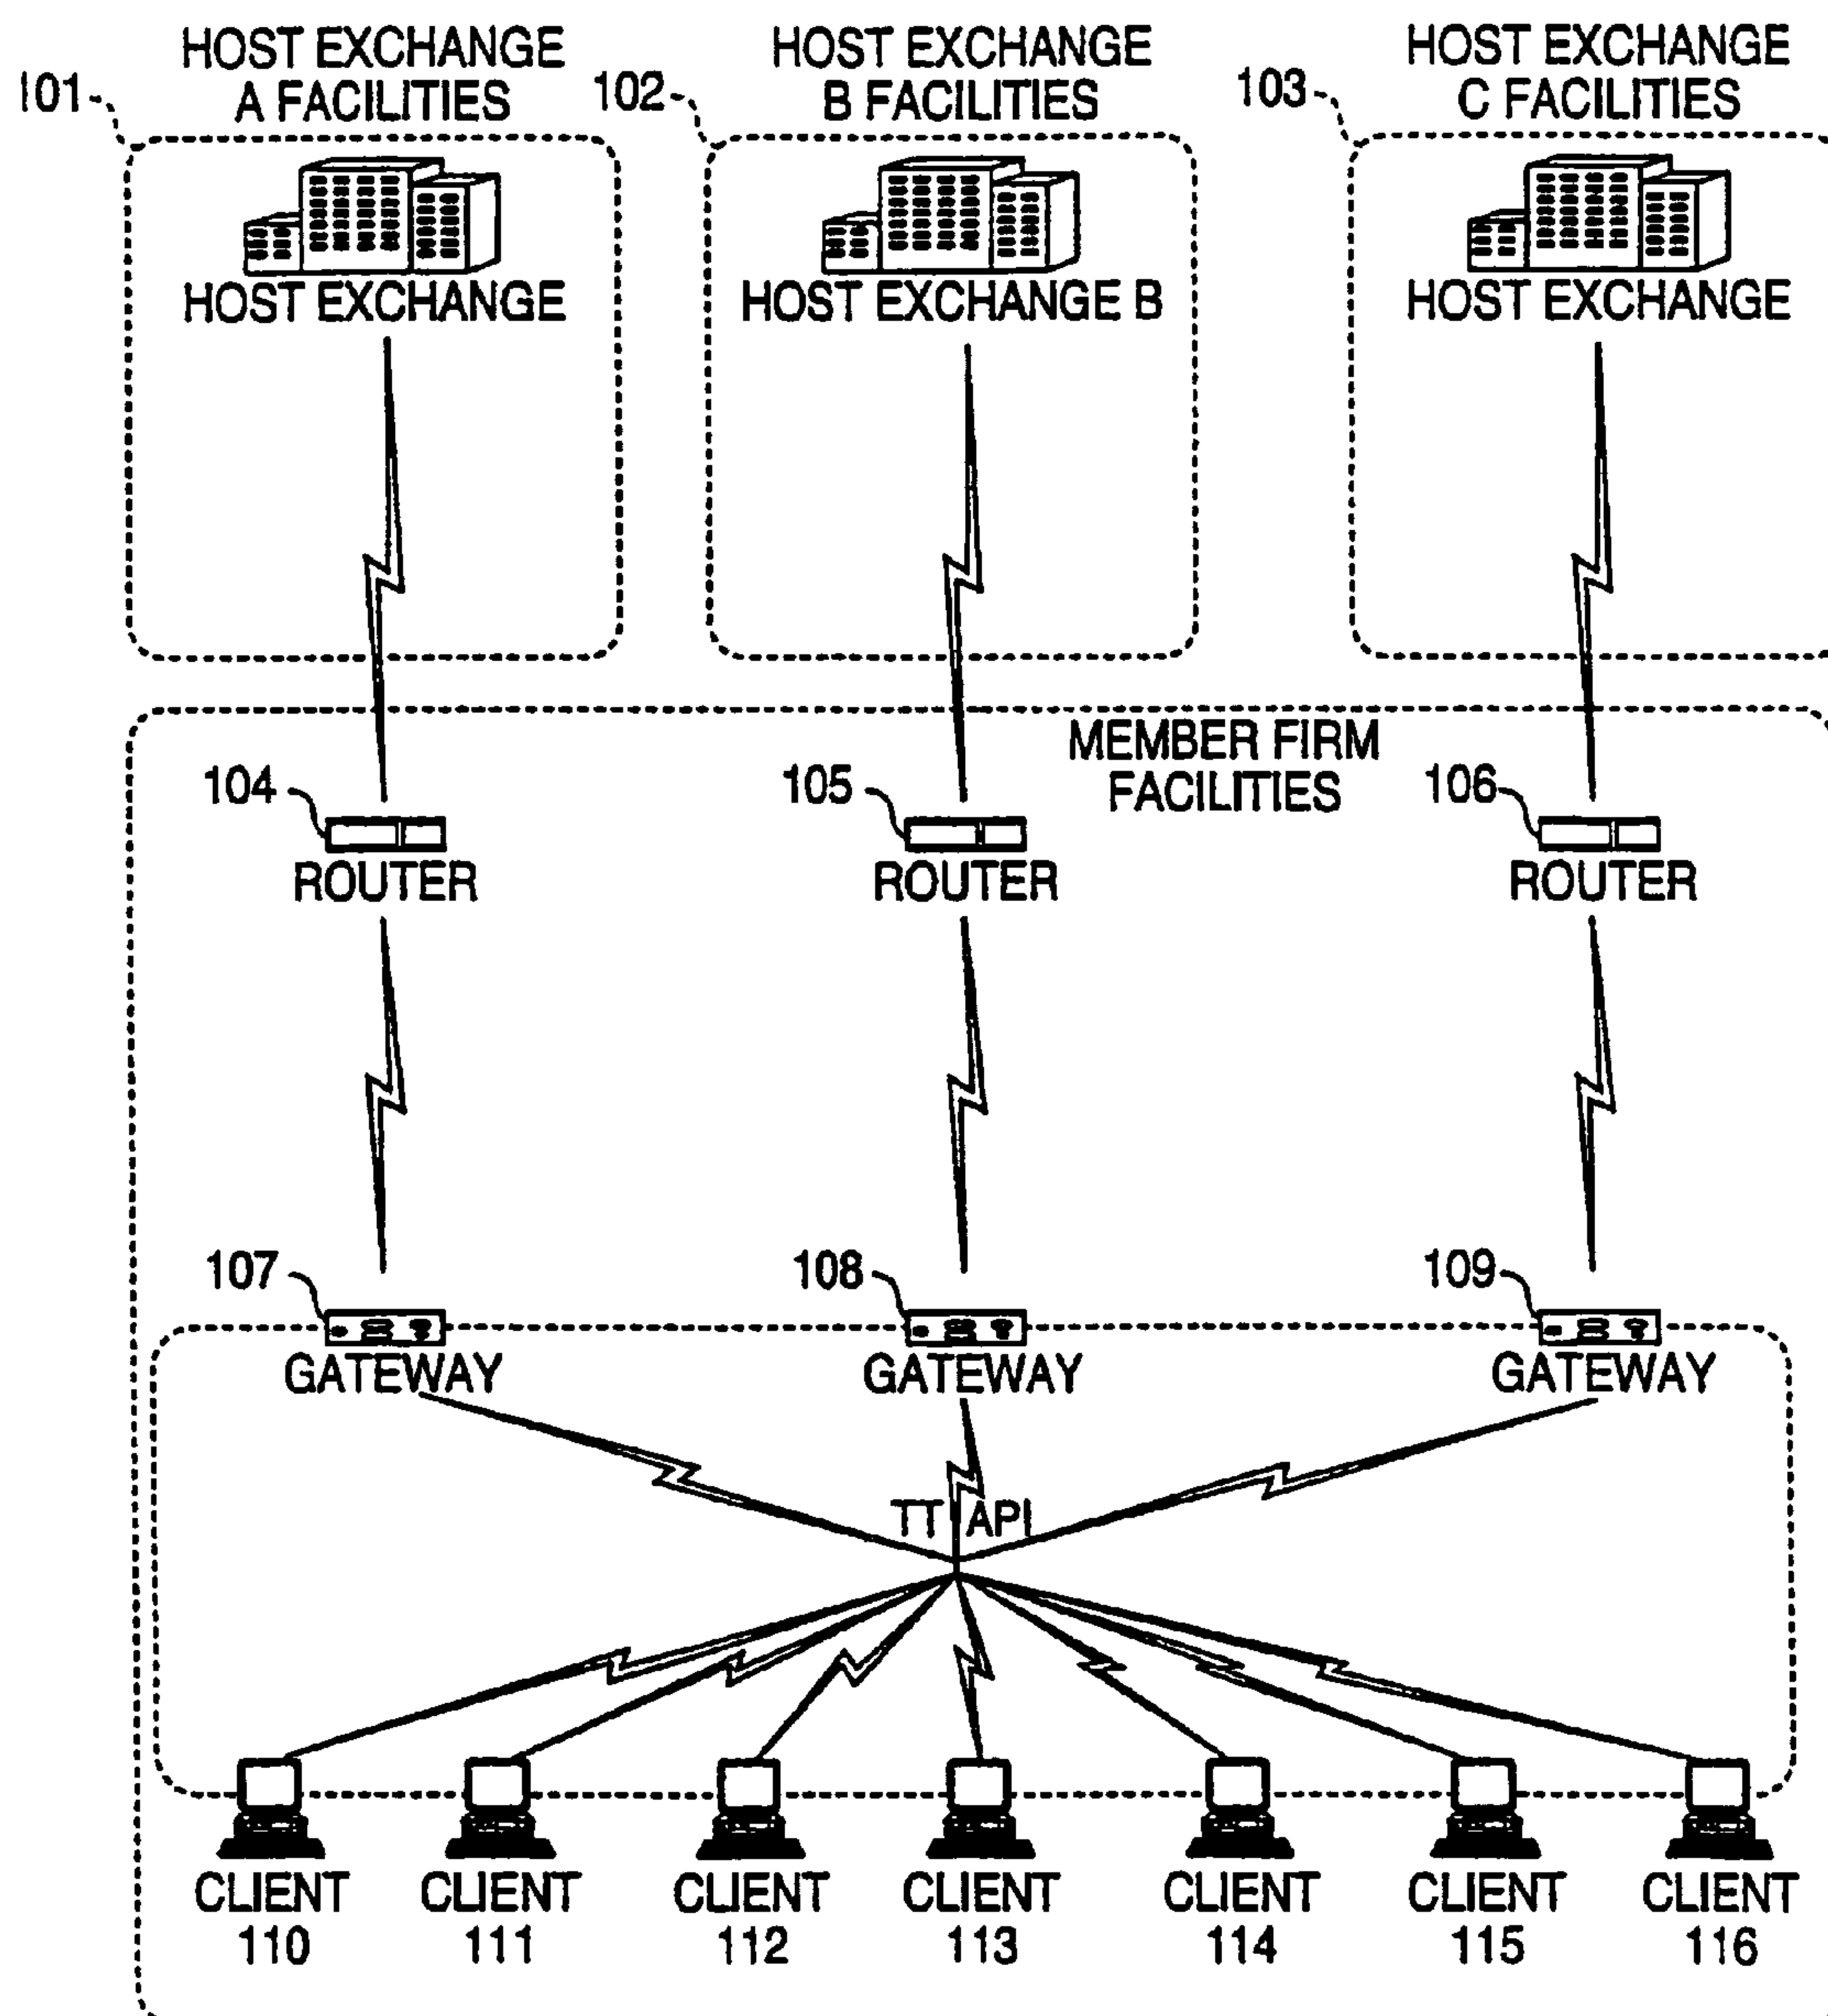 HOST EXCHANGE
A FACILITIES
HOST EXCHANGE
B FACILITIES
HOST EXCHANGE
C FACILITIES
101
102
103
HOST EXCHANGE
HOST EXCHANGE B
HOST EXCHANGE
MEMBER FIRM
FACILITIES
104
105
106
ROUTER
ROUTER
ROUTER
107
108
109
GATEWAY
GATEWAY
GATEWAY
TT API
CLIENT
110
CLIENT
111
CLIENT
112
CLIENT
113
CLIENT
114
CLIENT
115
CLIENT
116